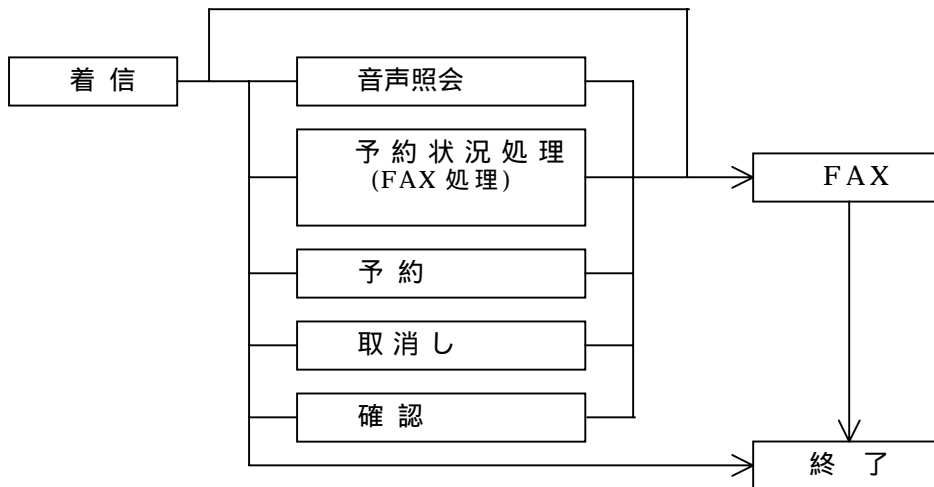 着 信
音声照会
予約状況処理
(FAX 処理)
FAX
予 約
取消し
確 認
終 了